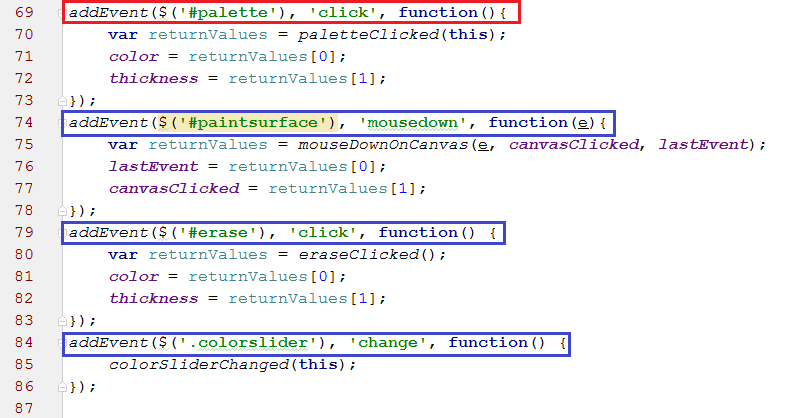 69 addEvent($('#palette'), 'click', function(){
70 var returnValues = paletteClicked(this);
71 color = returnValues[0];
72 thickness = returnValues[1];
73 });
74 addEvent($('#paintsurface'), 'mousedown', function(e){
75 var returnValues = mouseDownOnCanvas(e, canvasClicked, lastEvent);
76 lastEvent = returnValues[0];
77 canvasClicked = returnValues[1];
78 });
79 addEvent($('#erase'), 'click', function() {
80 var returnValues = eraseClicked();
81 color = returnValues[0];
82 thickness = returnValues[1];
83 });
84 addEvent($('.colorslider'), 'change', function() {
85 colorSliderChanged(this);
86 });
87